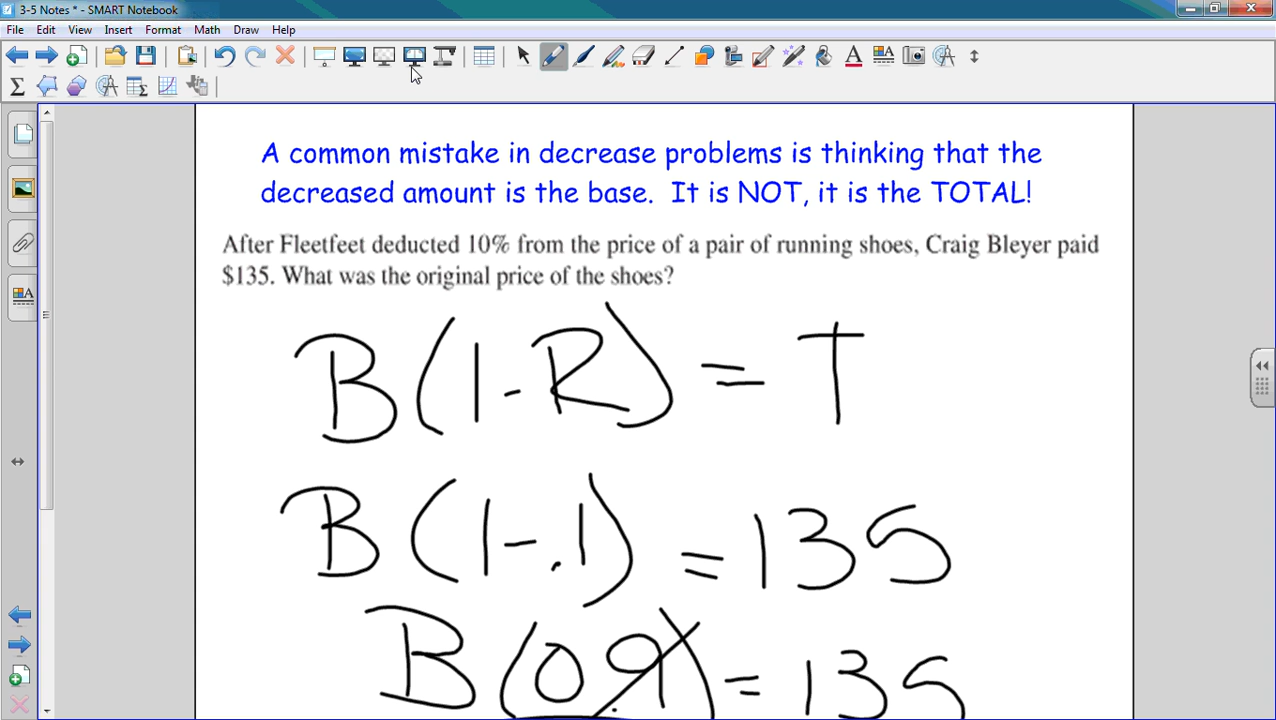 3-5 Notes * - SMART Notebook
File Edit View Insert Format Math Draw Help
A common mistake in decrease problems is thinking that the
decreased amount is the base. It is NOT, it is the TOTAL!
After Fleetfeet deducted 10% from the price of a pair of running shoes, Craig Bleyer paid
$135. What was the original price of the shoes?
B(1-R) = T
B(1-.1) = 135
B(0.9) = 135